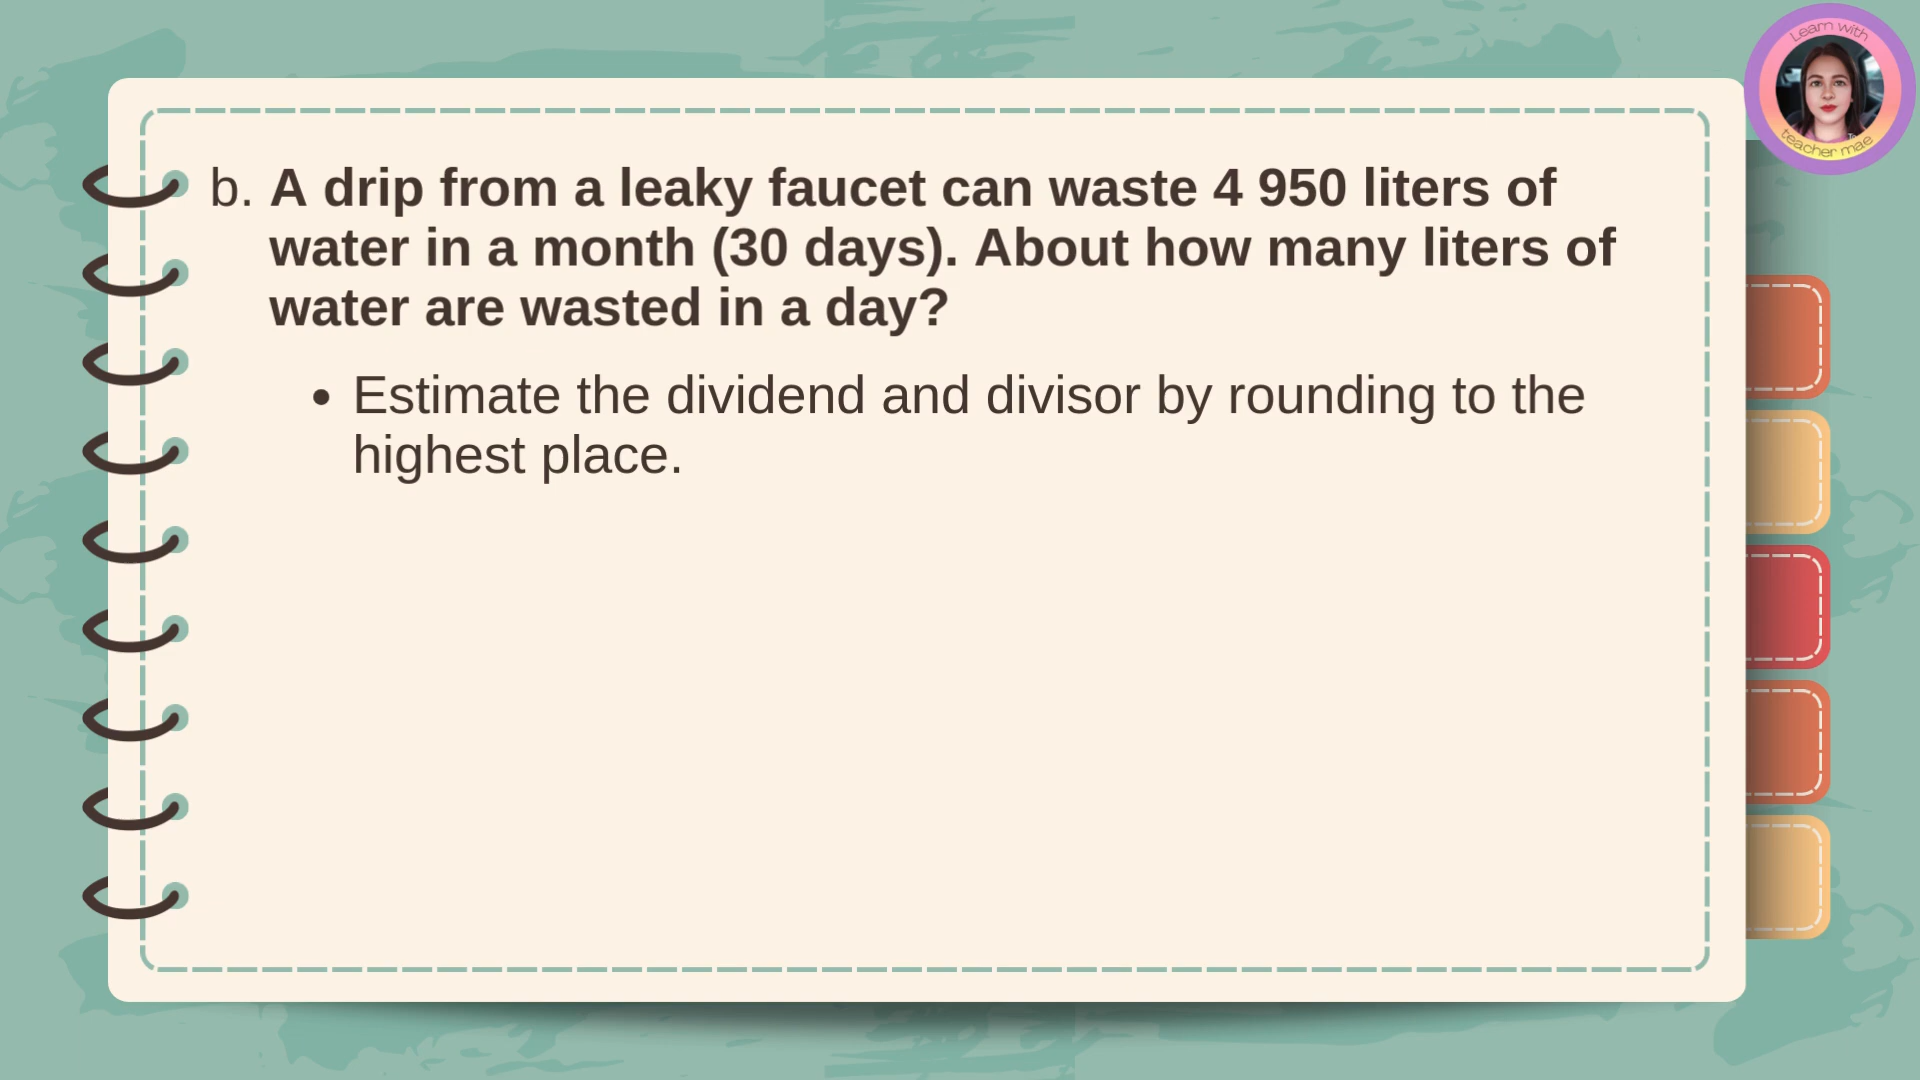 Learn with
teacher mae
b. A drip from a leaky faucet can waste 4 950 liters of
water in a month (30 days). About how many liters of
water are wasted in a day?
• Estimate the dividend and divisor by rounding to the
highest place.